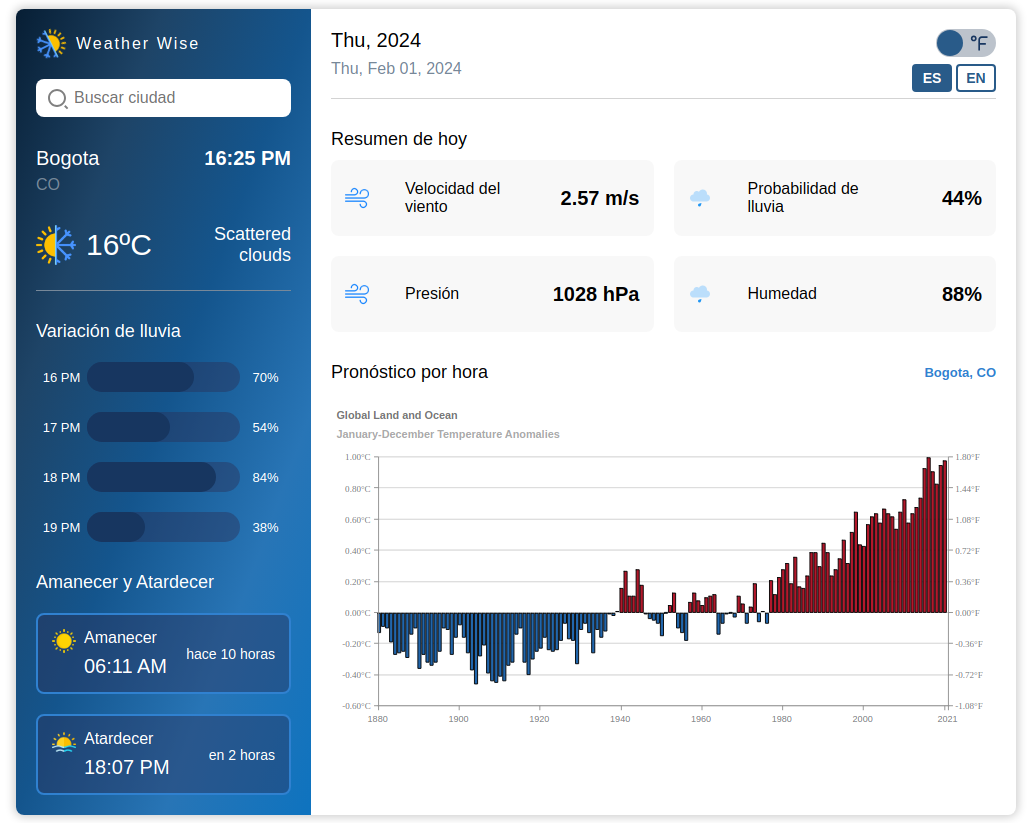 Weather Wise
Buscar ciudad
Bogota
16:25 PM
CO
16ºC
Scattered
clouds
Variación de lluvia
16 PM
70%
17 PM
54%
18 PM
84%
19 PM
38%
Amanecer y Atardecer
Amanecer
06:11 AM
hace 10 horas
Atardecer
18:07 PM
en 2 horas
Thu, 2024
Thu, Feb 01, 2024
°F
ES
EN
Resumen de hoy
Velocidad del
viento
2.57 m/s
Probabilidad de
lluvia
44%
Presión
1028 hPa
Humedad
88%
Pronóstico por hora
Bogota, CO
Global Land and Ocean
January-December Temperature Anomalies
1.00°C
1.80°F
0.80°C
1.44°F
0.60°C
1.08°F
0.40°C
0.72°F
0.20°C
0.36°F
0.00°C
0.00°F
-0.20°C
-0.36°F
-0.40°C
-0.72°F
-0.60°C
-1.08°F
1880
1900
1920
1940
1960
1980
2000
2021